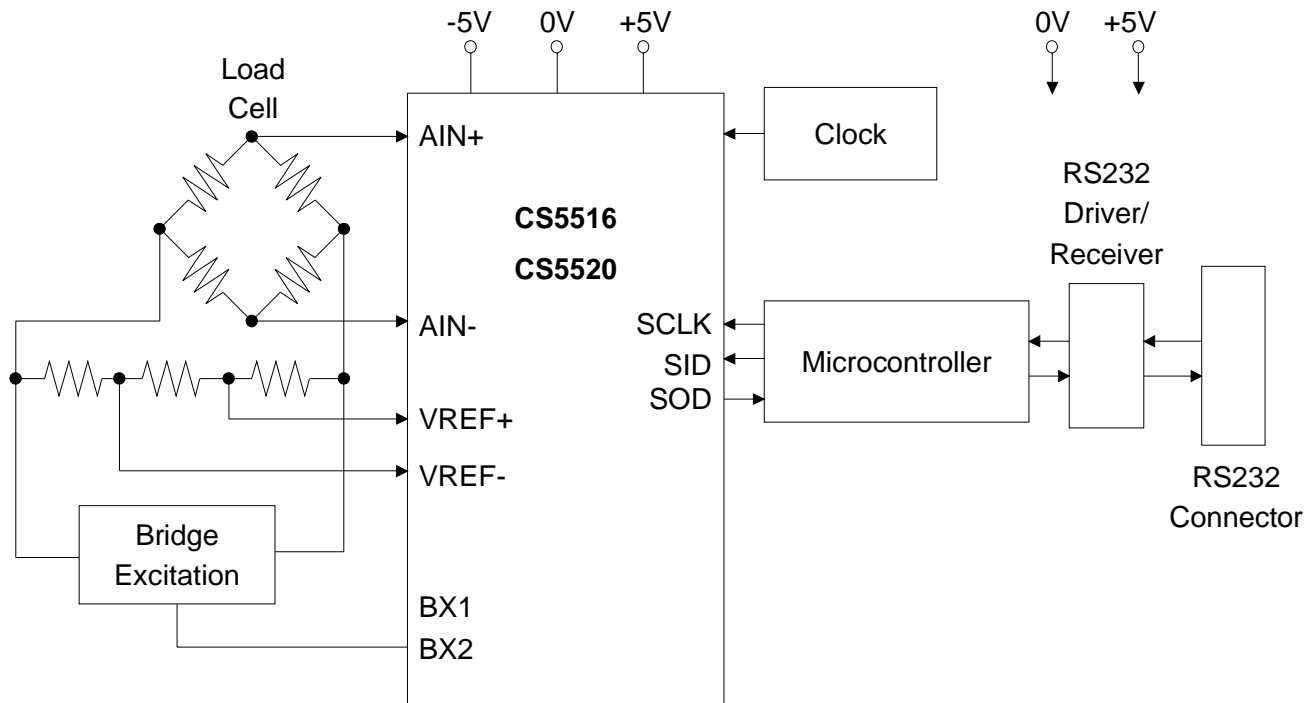 -5V
0V
+5V
0V
+5V
Load
Cell
AIN+
Clock
CS5516
CS5520
RS232
Driver/
Receiver
AIN-
SCLK
SID
SOD
Microcontroller
VREF+
VREF-
RS232
Connector
Bridge
Excitation
BX1
BX2